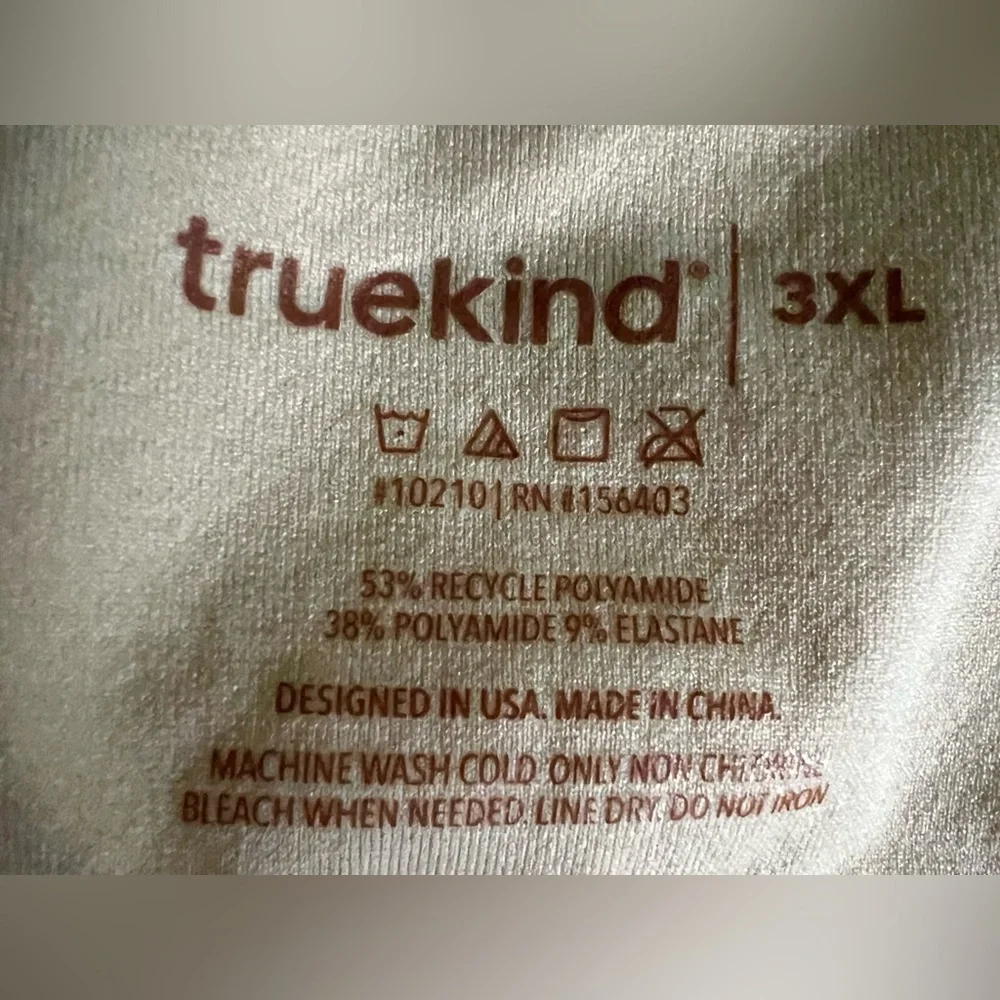 truekind® | 3XL
#10210 | RN #156403
53% RECYCLE POLYAMIDE
38% POLYAMIDE 9% ELASTANE
DESIGNED IN USA. MADE IN CHINA.
MACHINE WASH COLD ONLY NON
BLEACH WHEN NEEDED. LINE DRY. DO NOT IRON